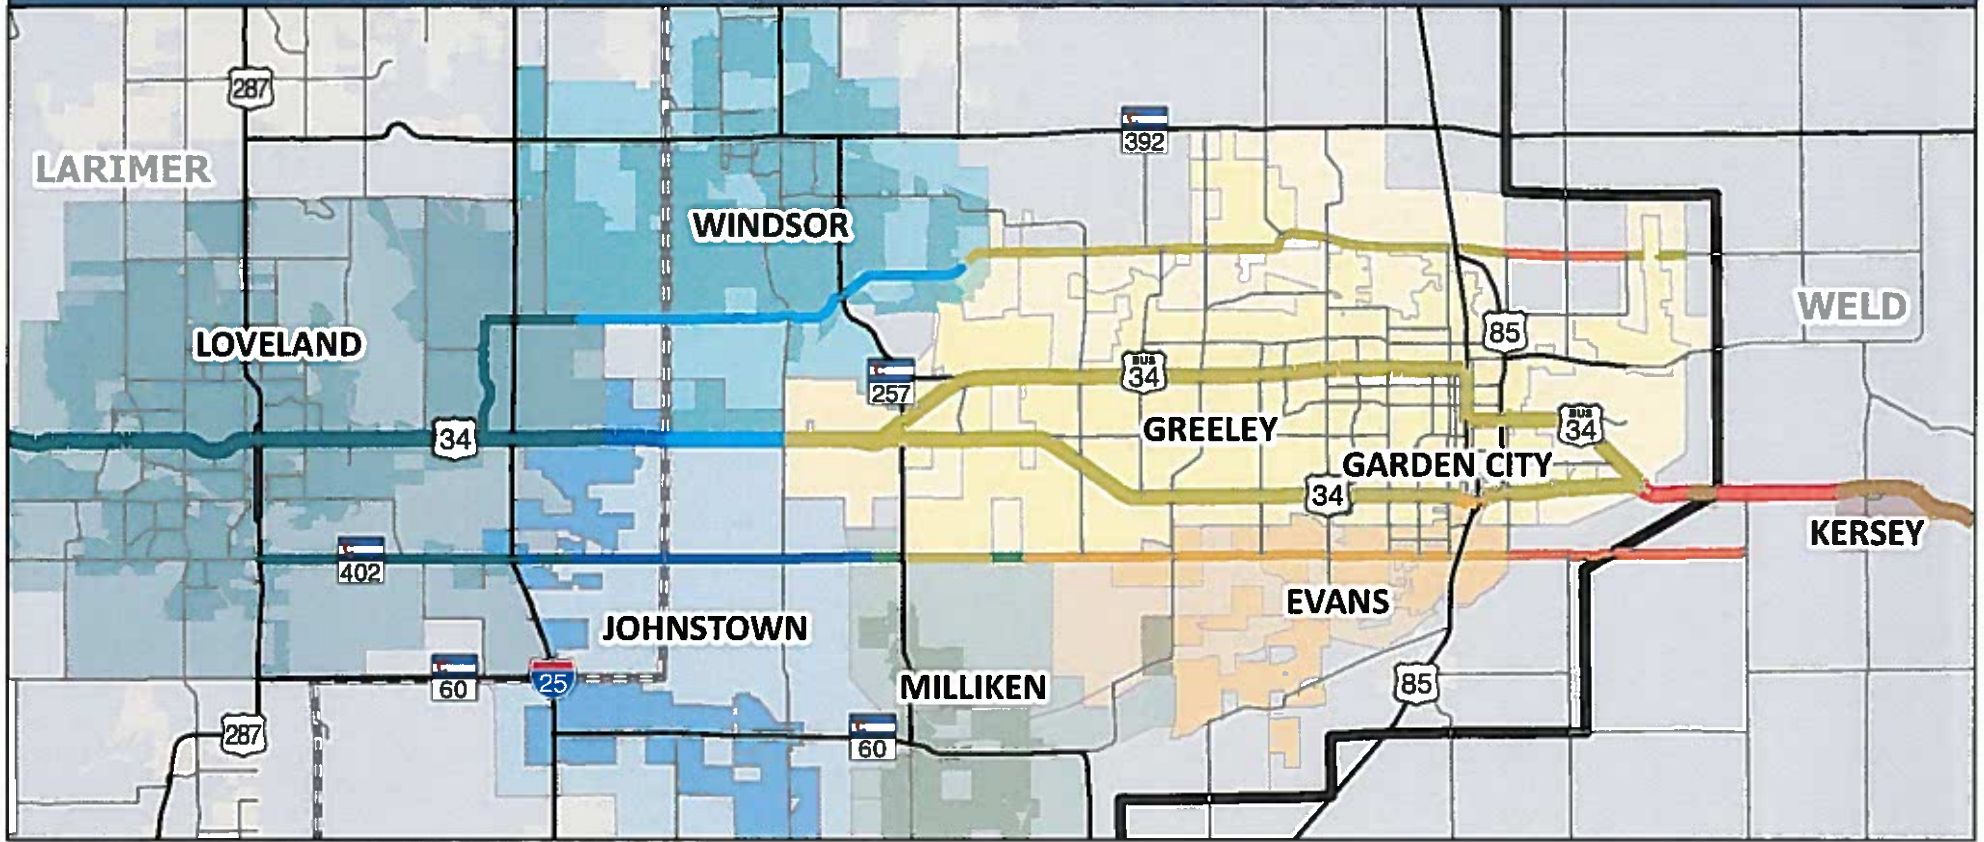 287
392
LARIMER
WINDSOR
WELD
LOVELAND
85
BUS
34
257
GREELEY
BUS
34
34
GARDEN CITY
34
KERSEY
402
EVANS
JOHNSTOWN
60
25
MILLIKEN
85
287
60